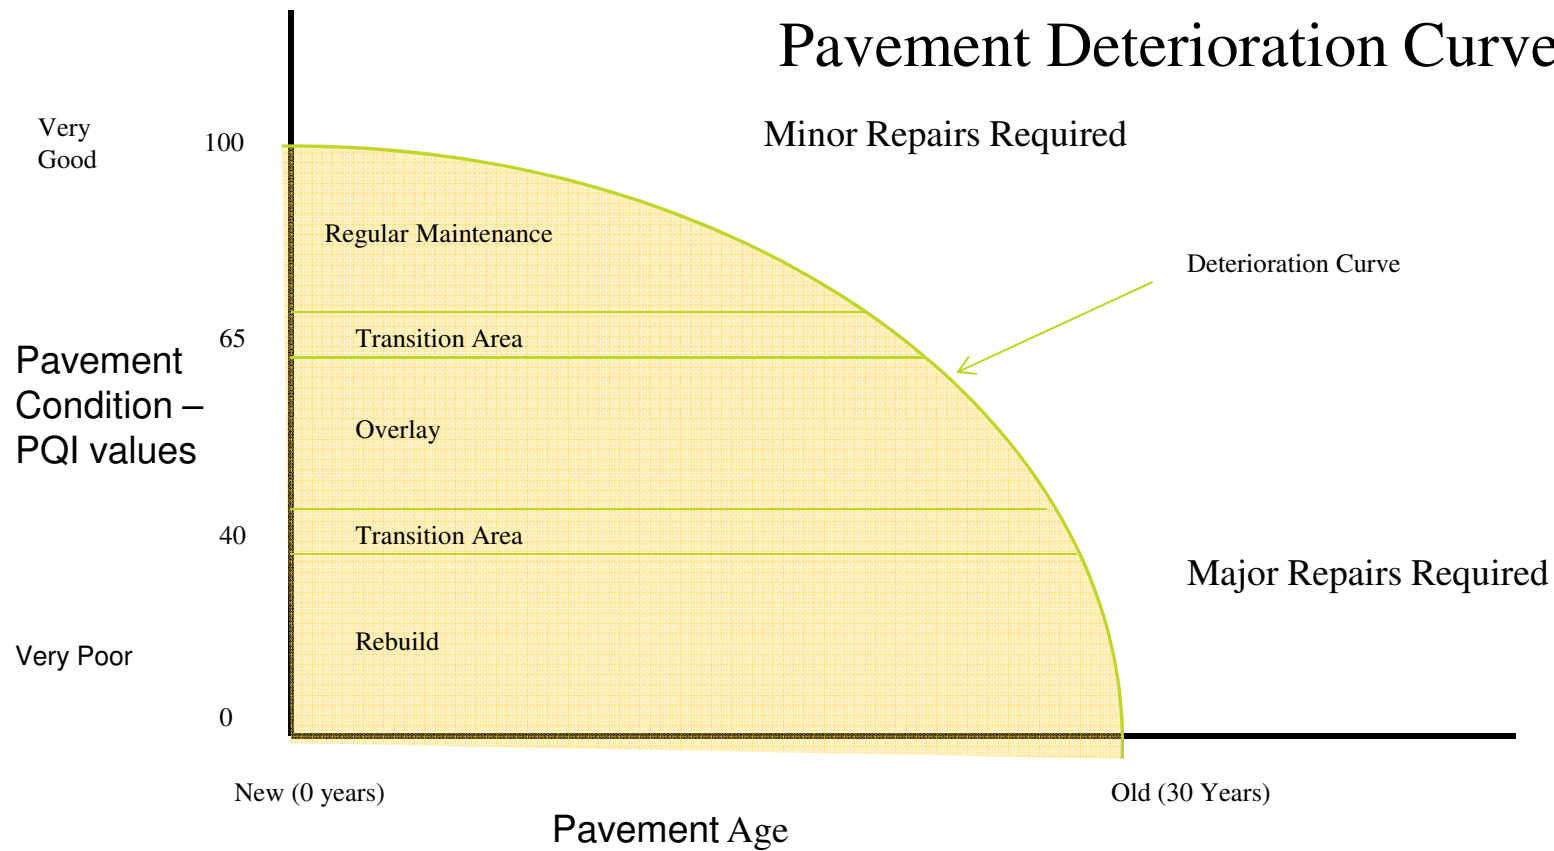 Pavement Deterioration Curve
Minor Repairs Required
Very
Good
100
Regular Maintenance
Deterioration Curve
65
Transition Area
Pavement
Condition –
PQI values
Overlay
40
Transition Area
Major Repairs Required
Rebuild
Very Poor
0
New (0 years)
Old (30 Years)
Pavement Age